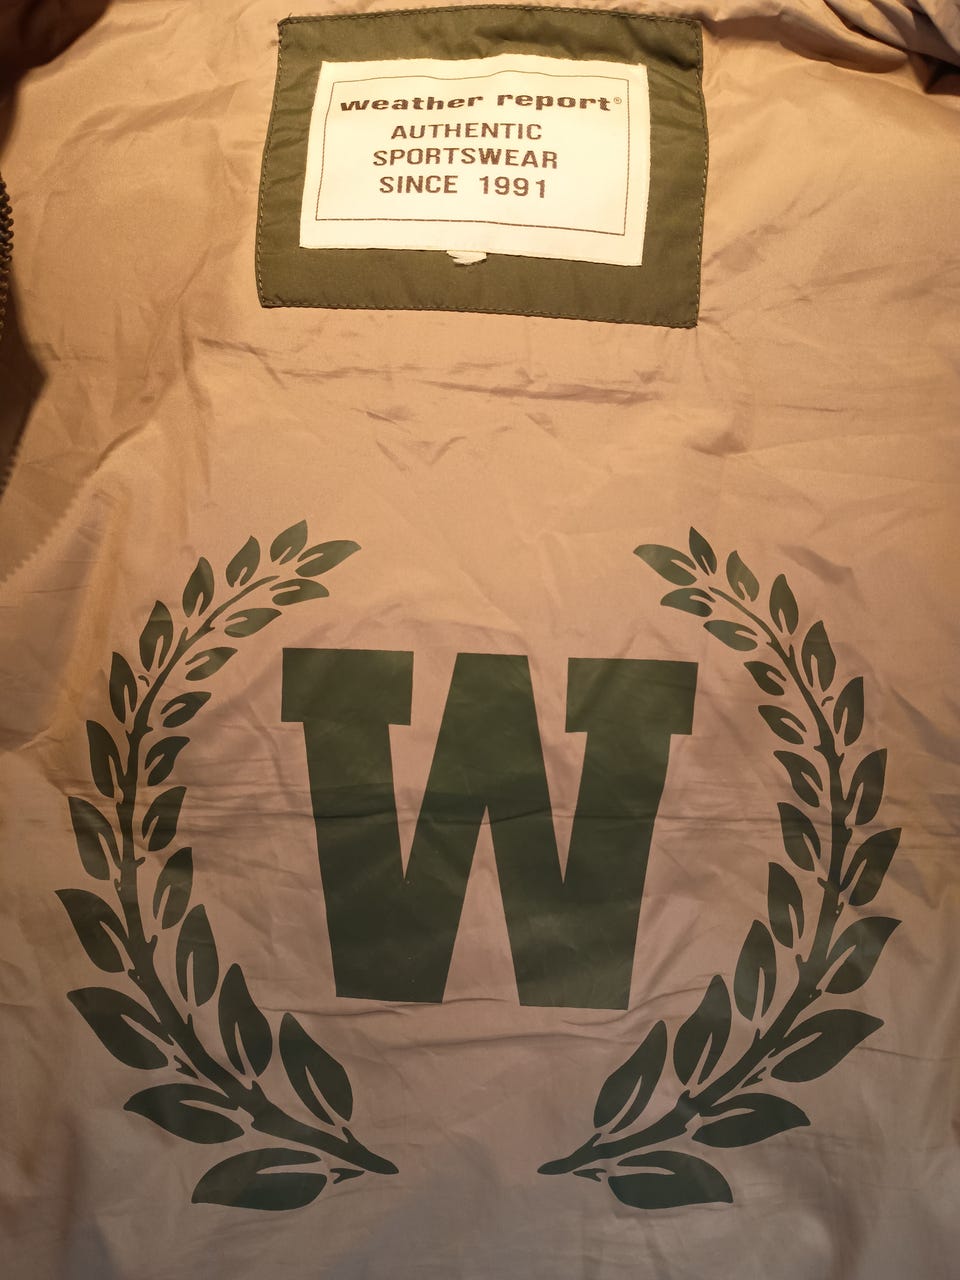 weather report®
AUTHENTIC
SPORTSWEAR
SINCE 1991
W